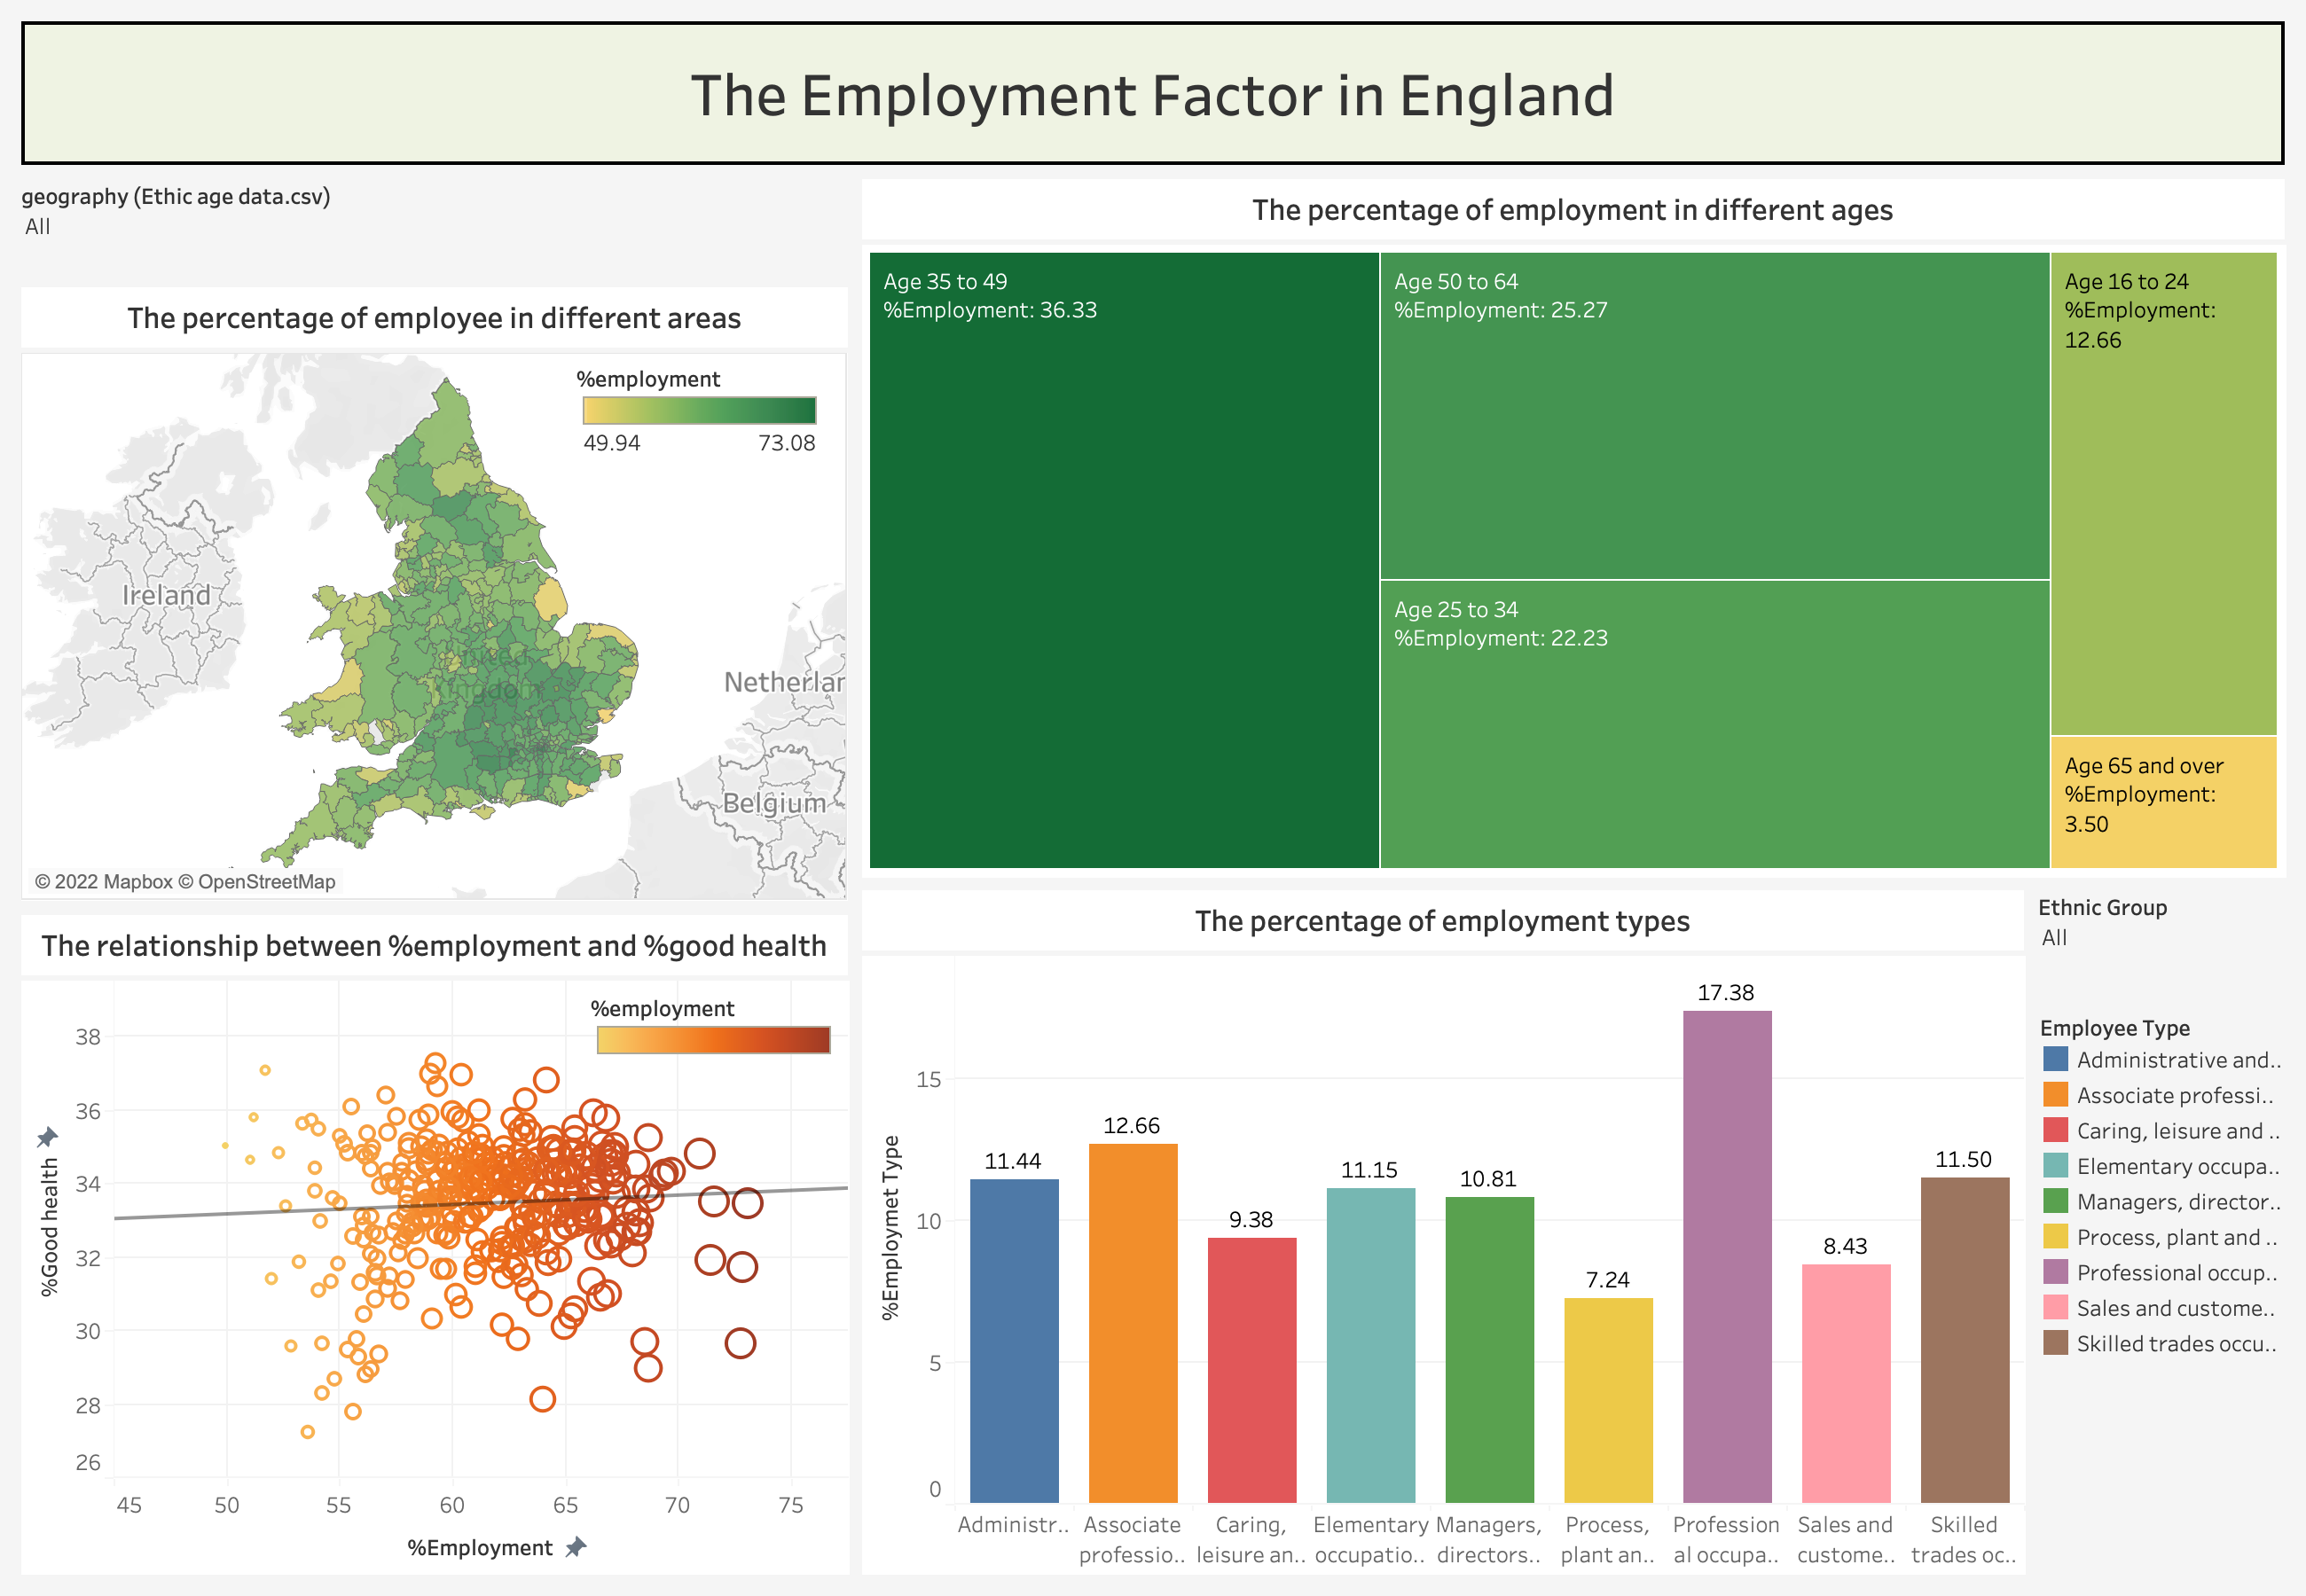 The Employment Factor in England
geography (Ethic age data.csv)
All
The percentage of employee in different areas
%employment
49.94 73.08
Ireland
United
Kingdom
Netherlan
Belgium
© 2022 Mapbox © OpenStreetMap
The percentage of employment in different ages
Age 35 to 49
%Employment: 36.33
Age 50 to 64
%Employment: 25.27
Age 25 to 34
%Employment: 22.23
Age 16 to 24
%Employment:
12.66
Age 65 and over
%Employment:
3.50
The relationship between %employment and %good health
%employment
%Good health
38
36
34
32
30
28
26
45 50 55 60 65 70 75
%Employment
The percentage of employment types
%Employmet Type
15
10
5
0
11.44
12.66
9.38
11.15
10.81
7.24
17.38
8.43
11.50
Administr..
Associate
professio..
Caring,
leisure an..
Elementary
occupatio..
Managers,
directors..
Process,
plant an..
Profession
al occupa..
Sales and
custome..
Skilled
trades oc..
Ethnic Group
All
Employee Type
Administrative and..
Associate professi..
Caring, leisure and ..
Elementary occupa..
Managers, director..
Process, plant and ..
Professional occup..
Sales and custome..
Skilled trades occu..